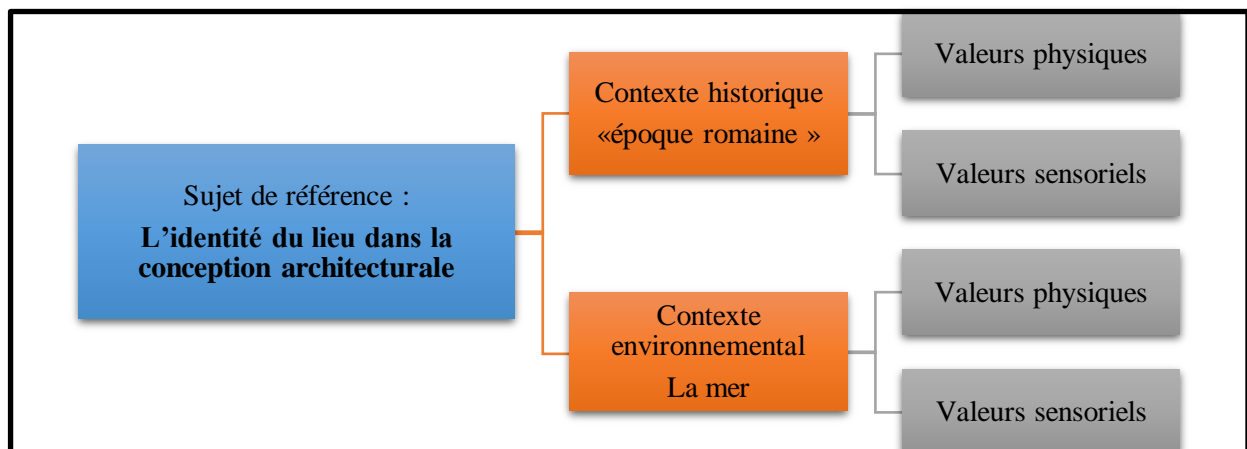 Sujet de référence :
L’identité du lieu dans la
conception architecturale
Contexte historique
«époque romaine »
Valeurs physiques
Valeurs sensoriels
Contexte
environnemental
La mer
Valeurs physiques
Valeurs sensoriels